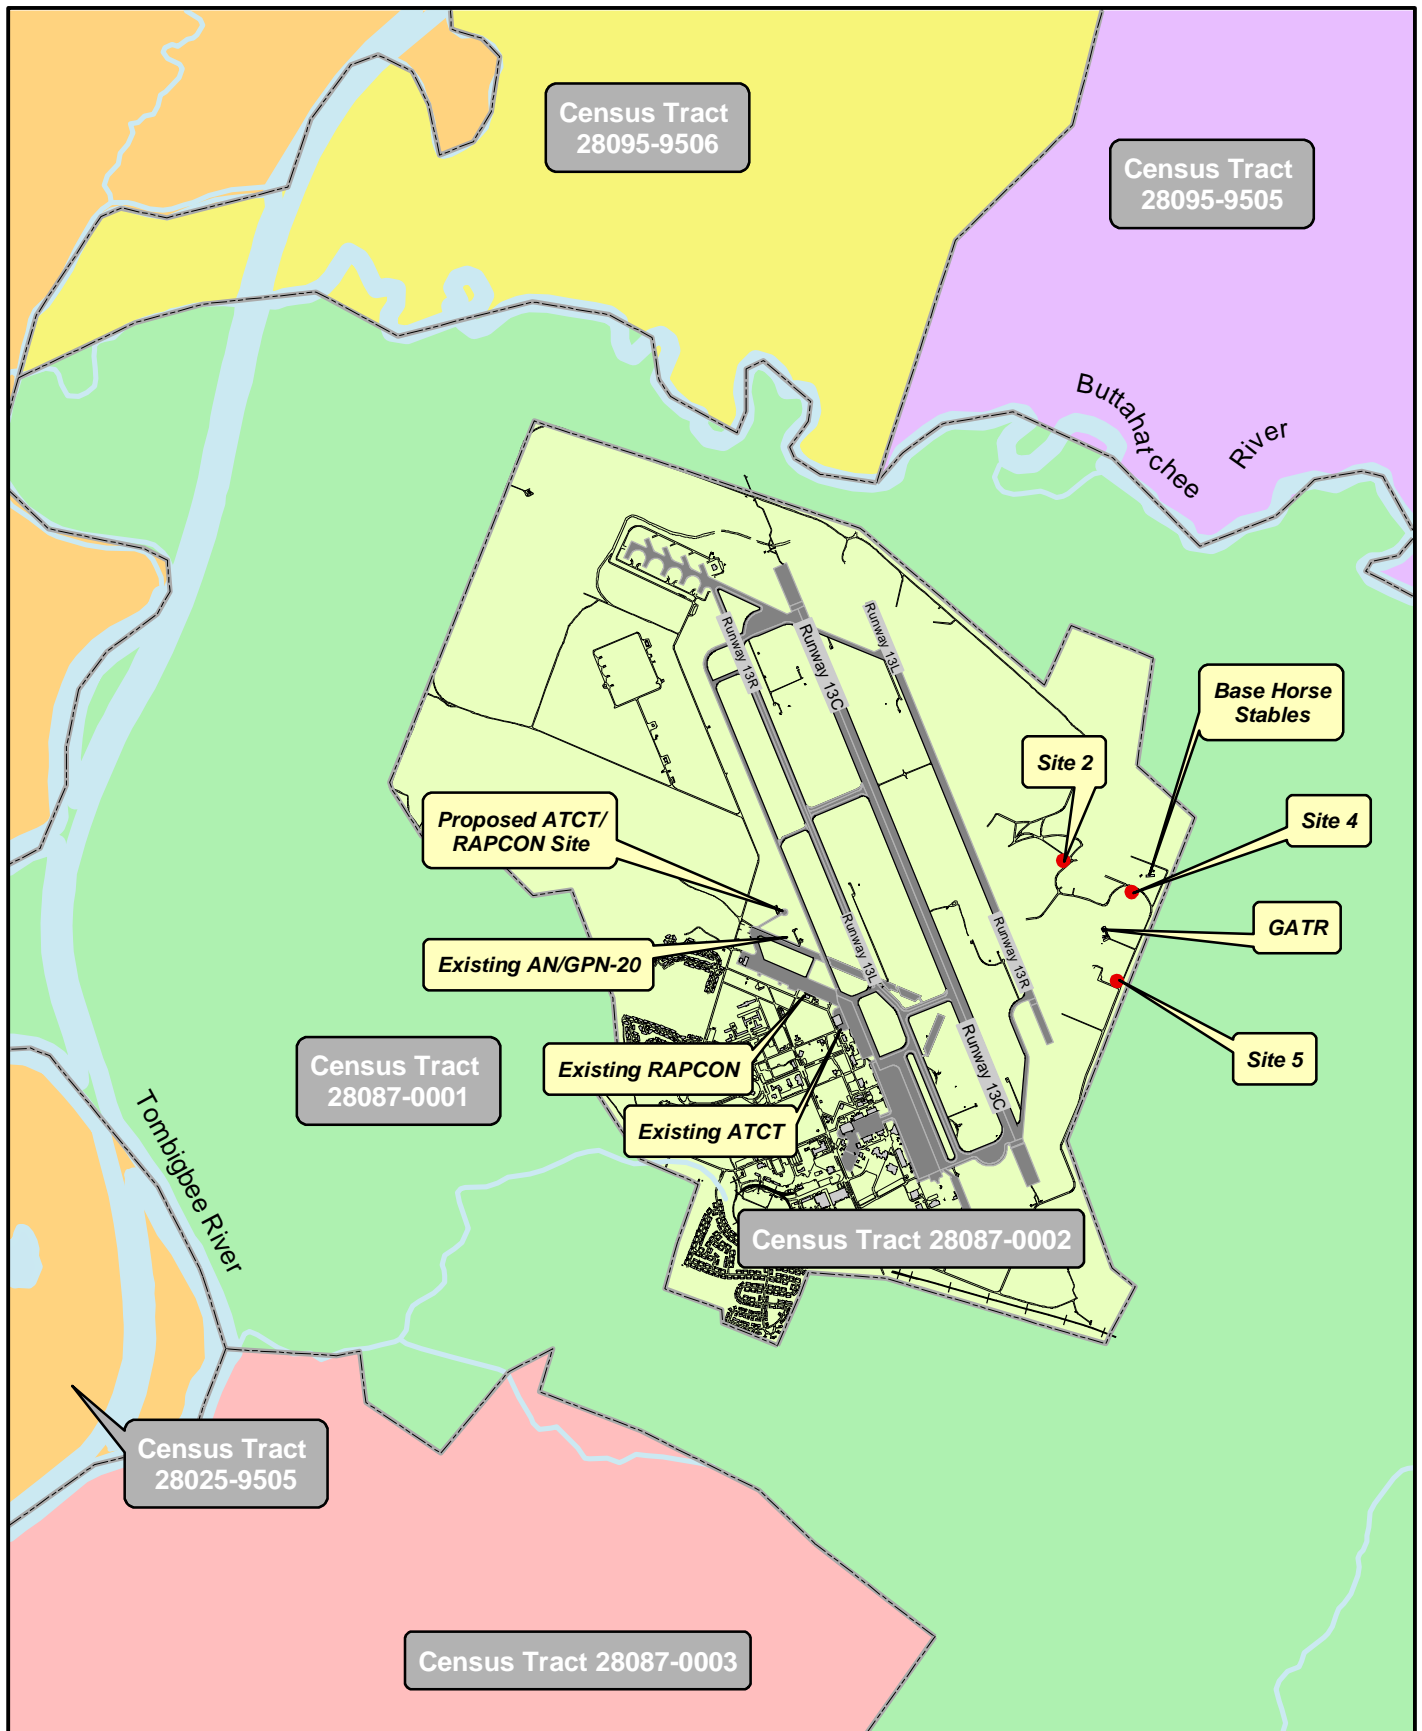 Census Tract
28095-9506
Census Tract
28095-9505
Buttahatchee
River
Runway 13R
Runway 13C
Runway 13L
Base Horse
Stables
Site 2
Proposed ATCT/
RAPCON Site
Site 4
GATR
Existing AN/GPN-20
Runway 13L
Runway 13R
Site 5
Existing RAPCON
Runway 13C
Census Tract
28087-0001
Existing ATCT
Tombigbee River
Census Tract 28087-0002
Census Tract
28025-9505
Census Tract 28087-0003